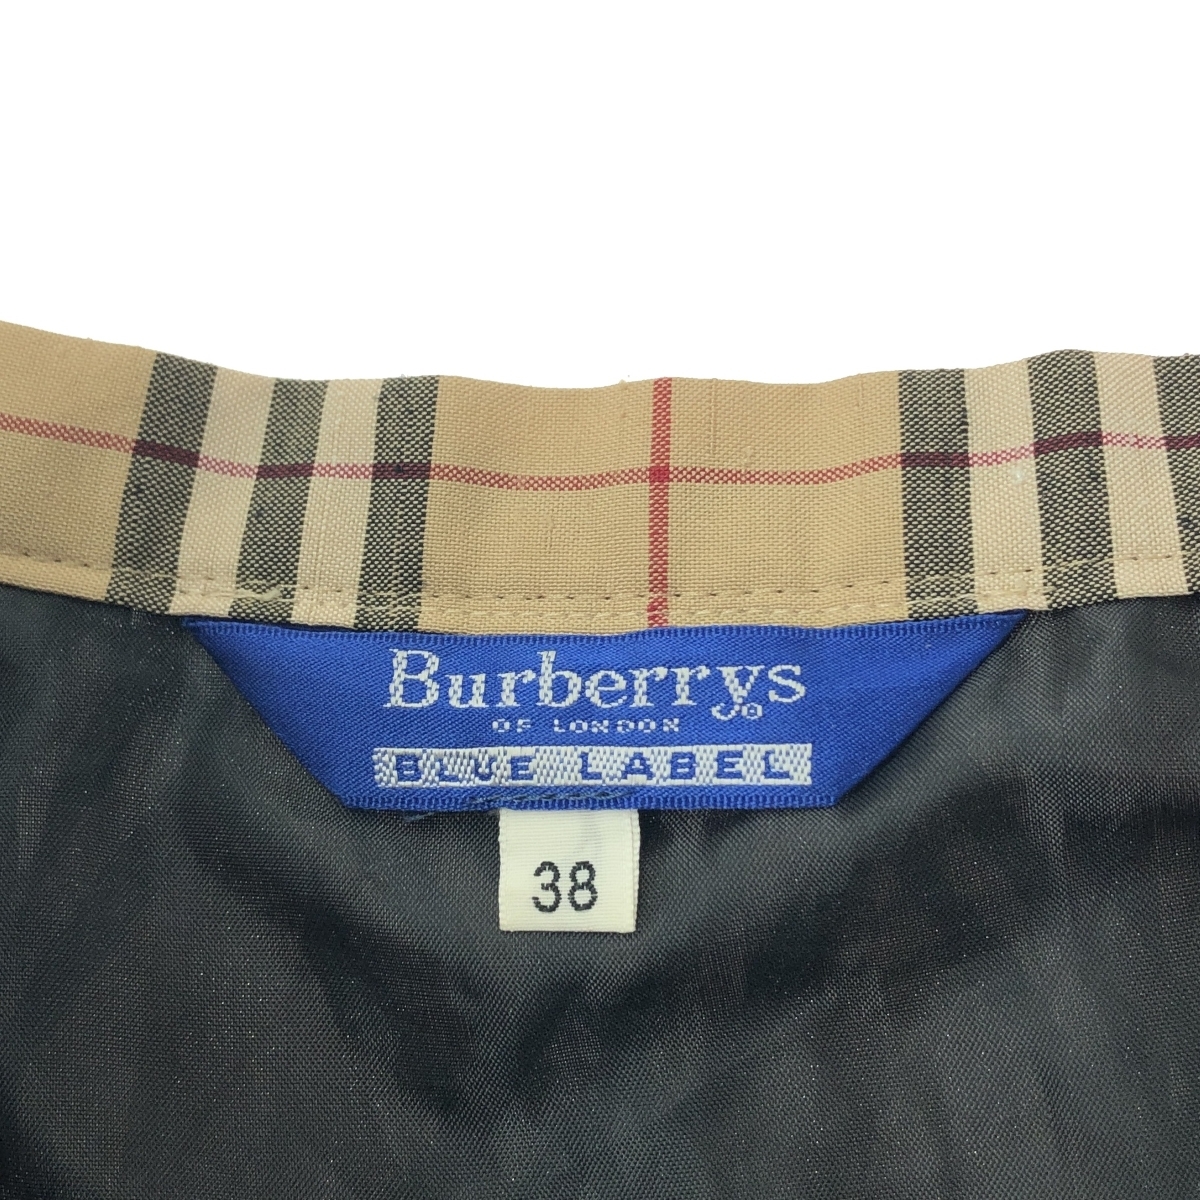 Burberrys
OF LONDON
BLUE LABEL
38